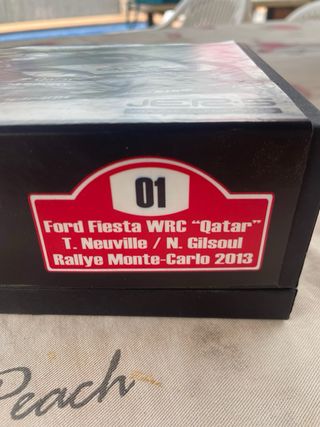 01
Ford Fiesta WRC “Qatar”
T. Neuville / N. Gilsoul
Rallye Monte-Carlo 2013
Peach